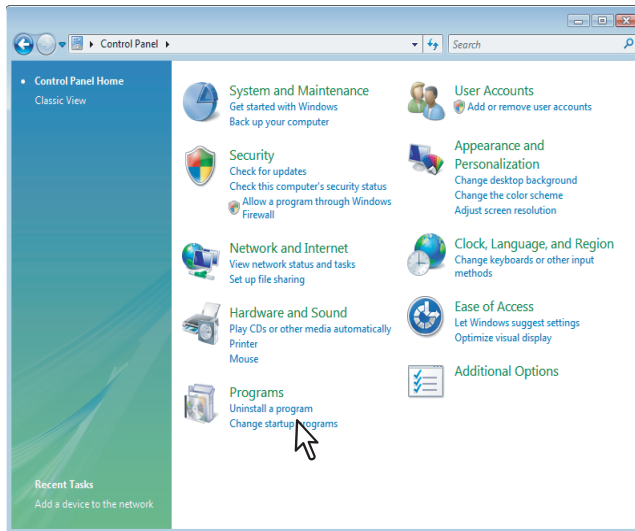 Control Panel
Search
Control Panel Home
Classic View
System and Maintenance
Get started with Windows
Back up your computer
Security
Check for updates
Check this computer's security status
Allow a program through Windows
Firewall
Network and Internet
View network status and tasks
Set up file sharing
Hardware and Sound
Play CDs or other media automatically
Printer
Mouse
Programs
Uninstall a program
Change startup programs
User Accounts
Add or remove user accounts
Appearance and
Personalization
Change desktop background
Change the color scheme
Adjust screen resolution
Clock, Language, and Region
Change keyboards or other input
methods
Ease of Access
Let Windows suggest settings
Optimize visual display
Additional Options
Recent Tasks
Add a device to the network